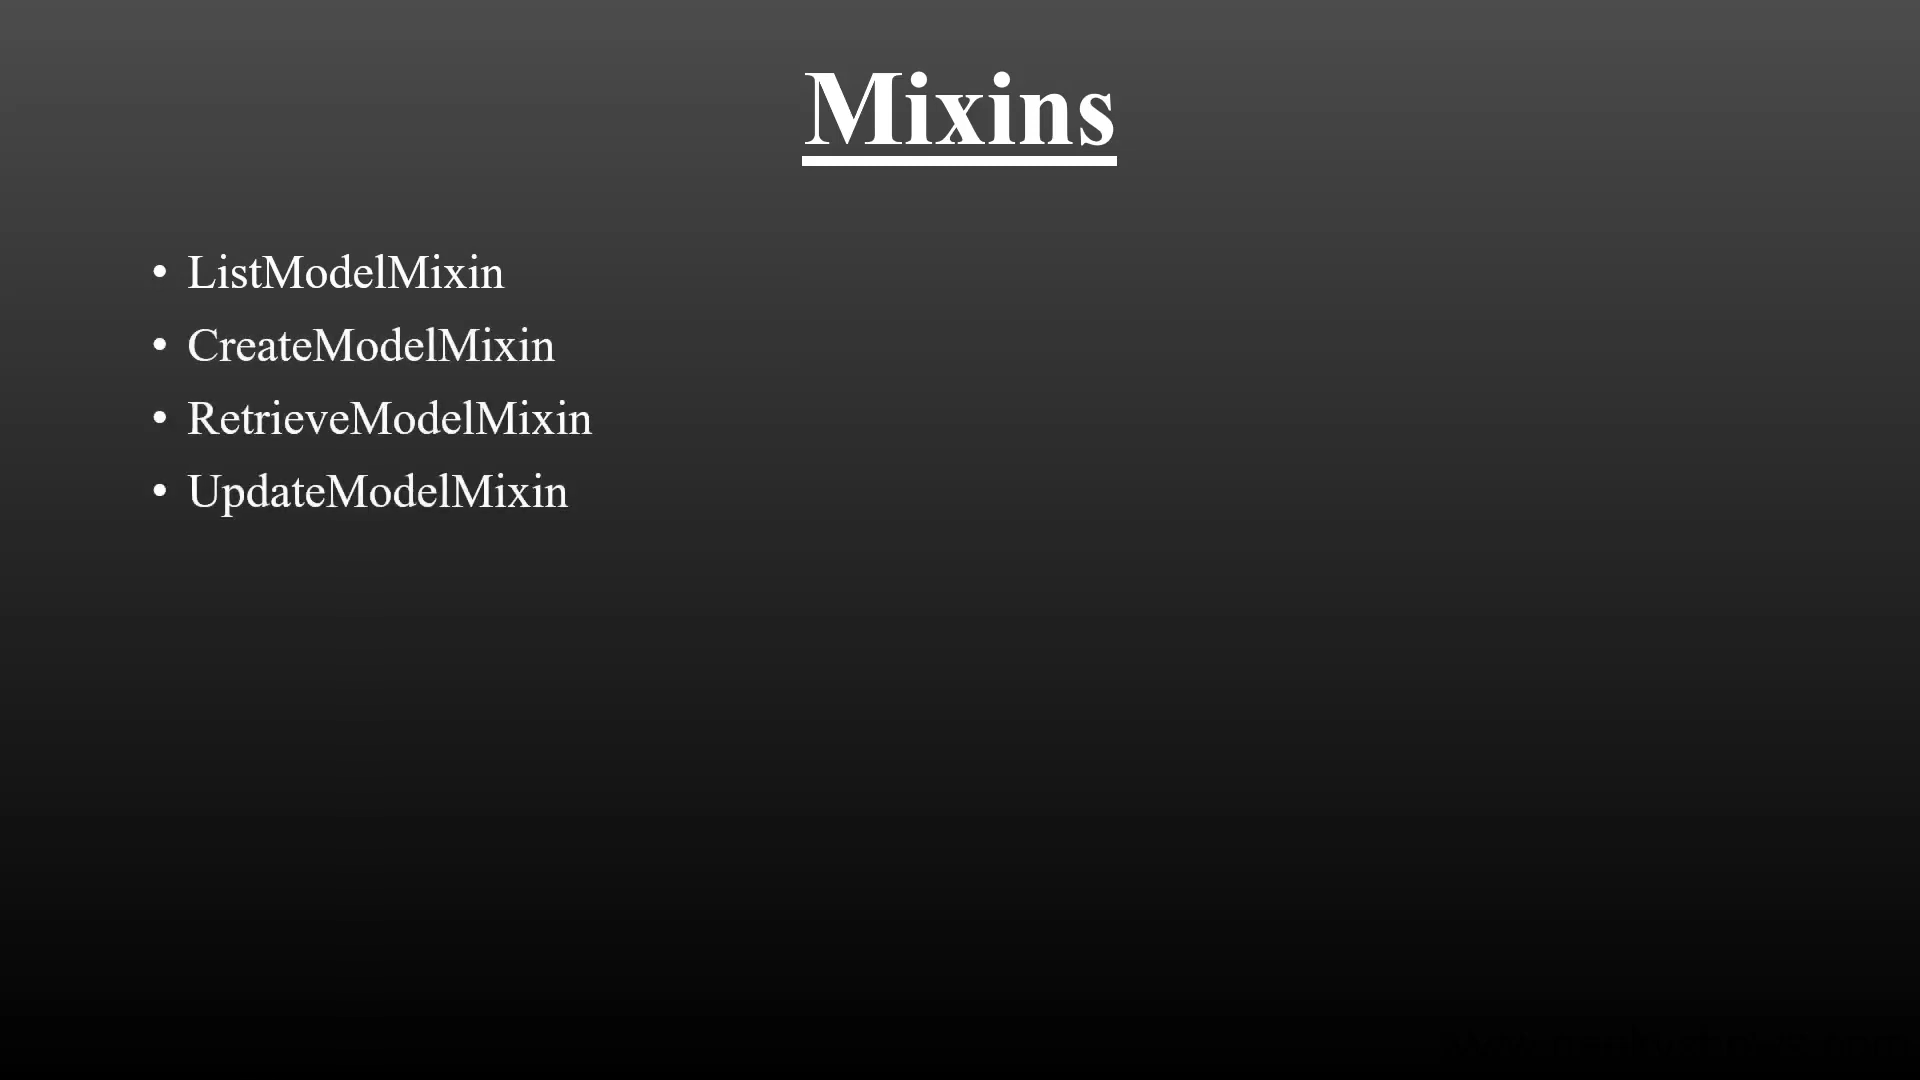 Mixins
• ListModelMixin
• CreateModelMixin
• RetrieveModelMixin
• UpdateModelMixin